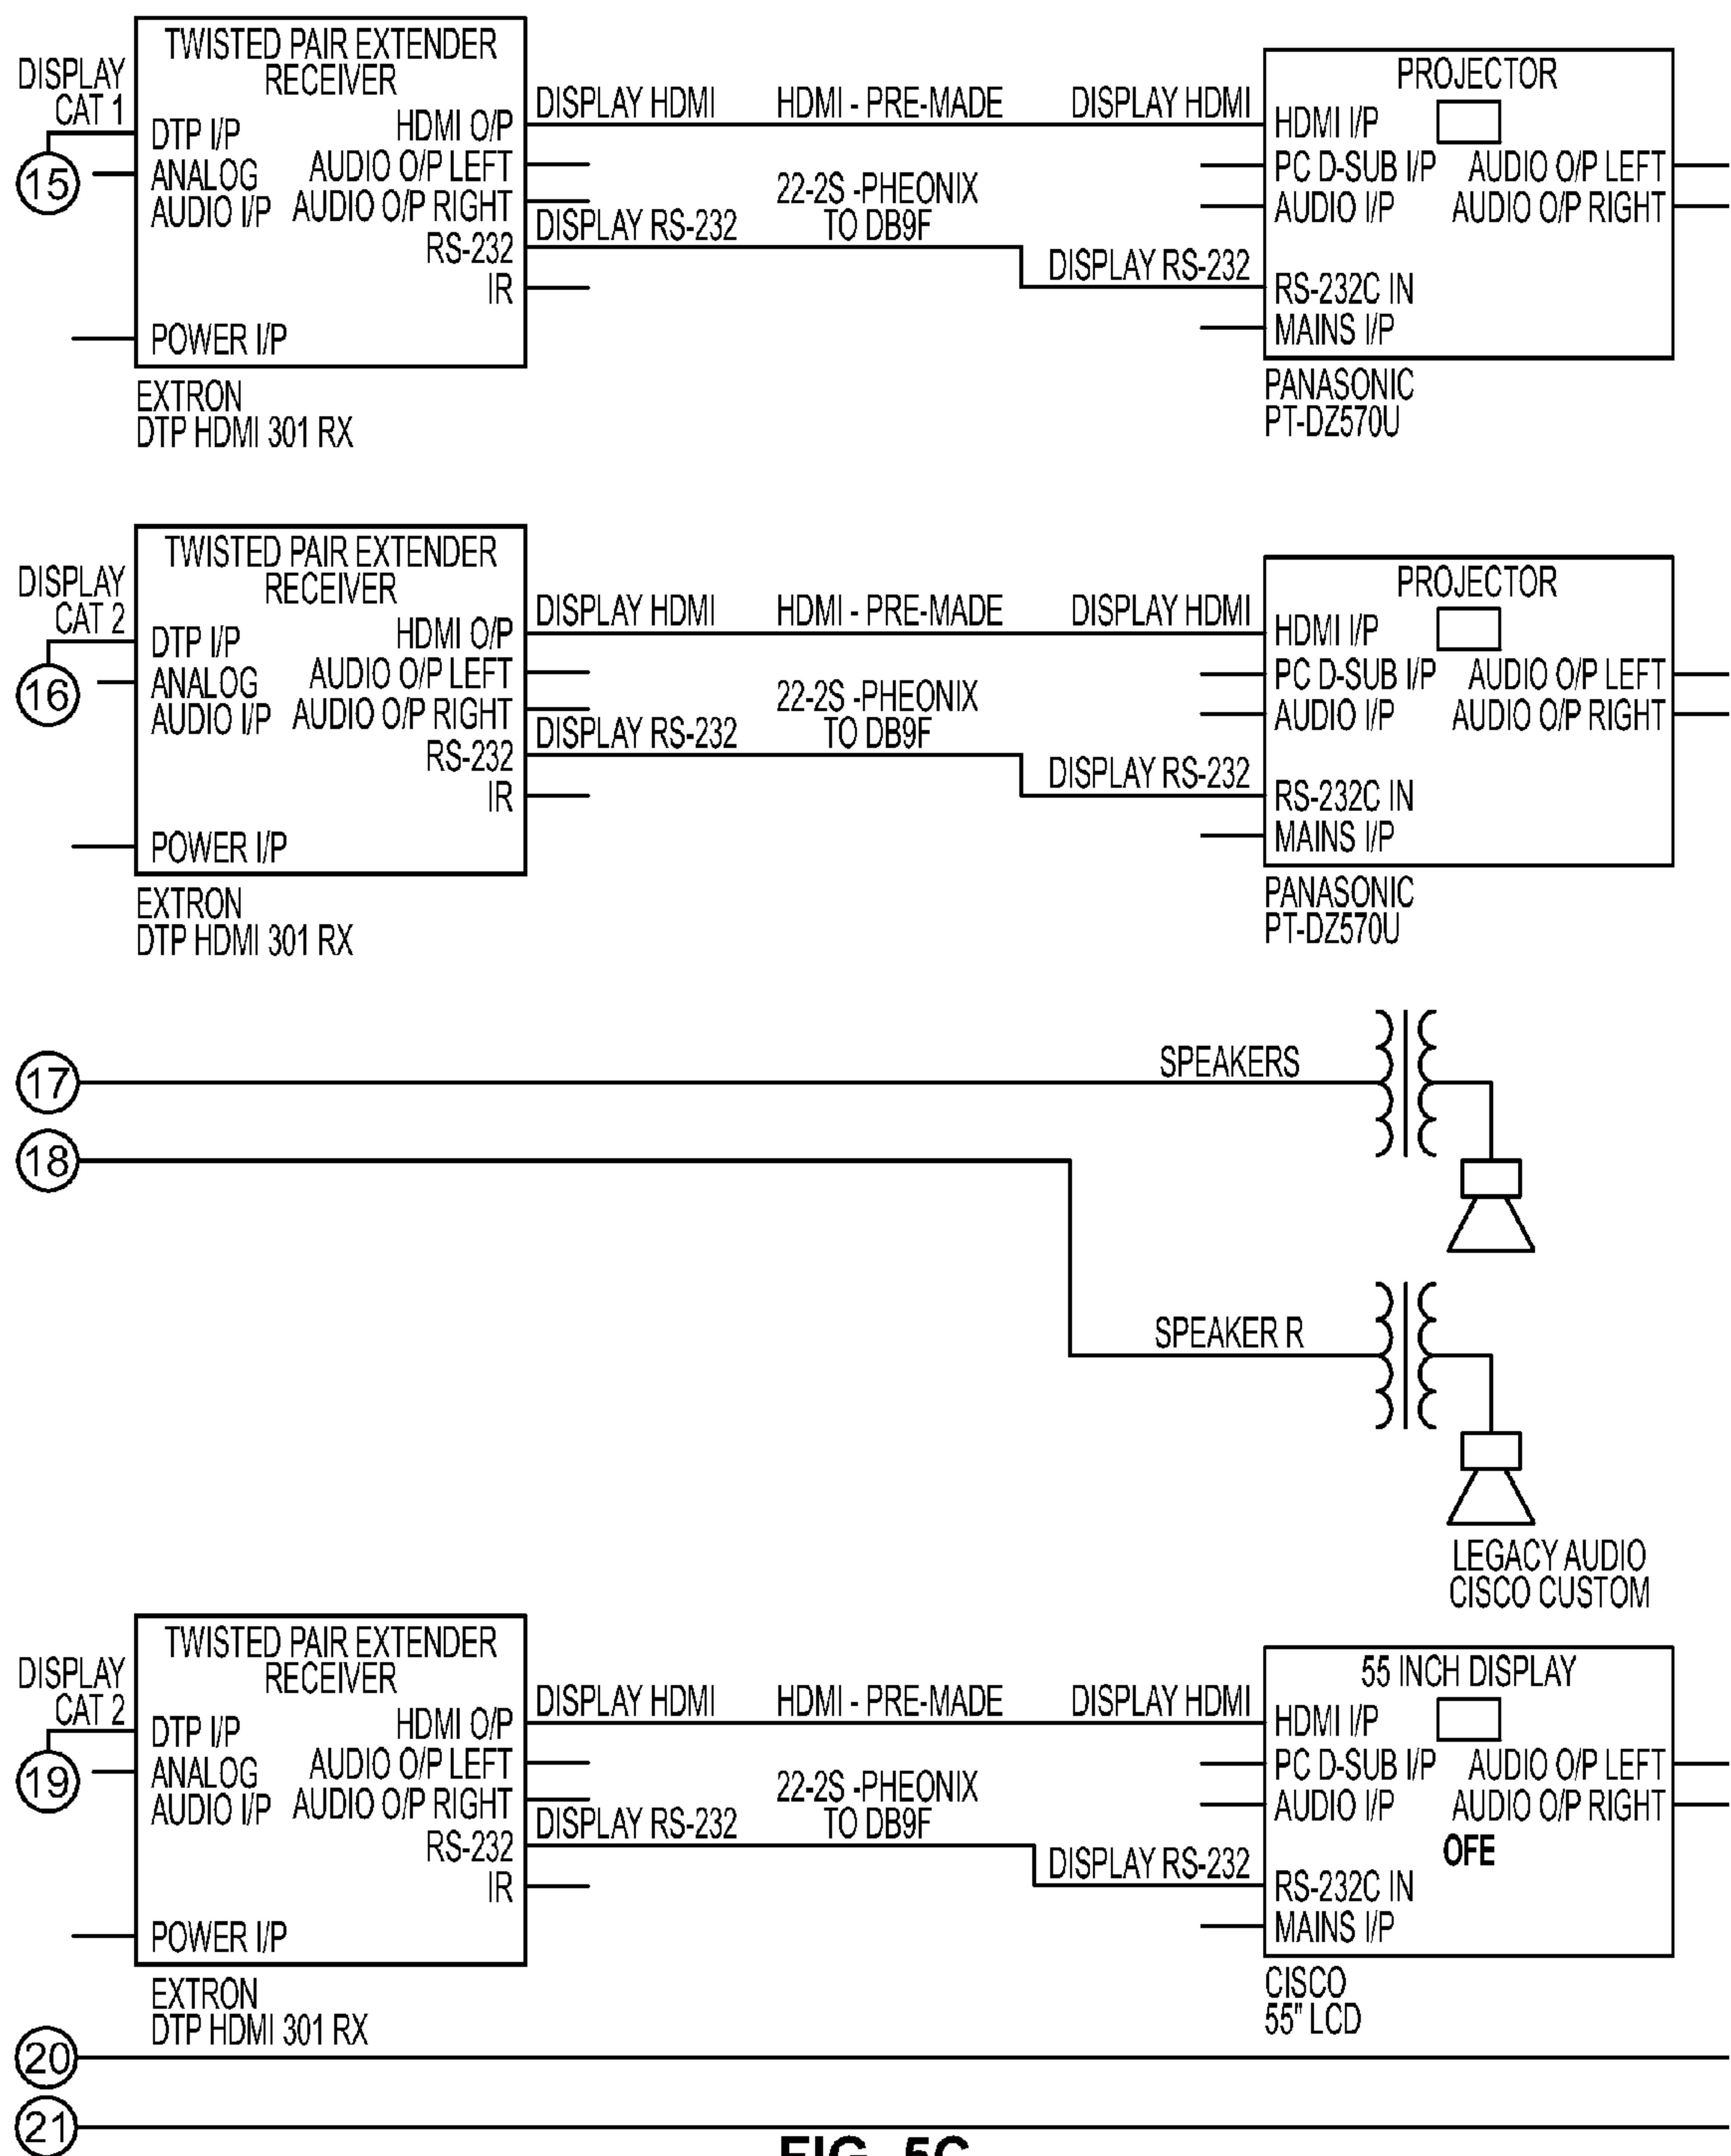 TWISTED PAIR EXTENDER
RECEIVER
DISPLAY
CAT 1
15
DTP I/P
ANALOG
AUDIO I/P
HDMI O/P
AUDIO O/P LEFT
AUDIO O/P RIGHT
RS-232
IR
POWER I/P
EXTRON
DTP HDMI 301 RX
DISPLAY HDMI
HDMI - PRE-MADE
DISPLAY HDMI
22-2S -PHEONIX
TO DB9F
DISPLAY RS-232
DISPLAY RS-232
PROJECTOR
HDMI I/P
PC D-SUB I/P
AUDIO I/P
AUDIO O/P LEFT
AUDIO O/P RIGHT
RS-232C IN
MAINS I/P
PANASONIC
PT-DZ570U
TWISTED PAIR EXTENDER
RECEIVER
DISPLAY
CAT 2
16
DTP I/P
ANALOG
AUDIO I/P
HDMI O/P
AUDIO O/P LEFT
AUDIO O/P RIGHT
RS-232
IR
POWER I/P
EXTRON
DTP HDMI 301 RX
DISPLAY HDMI
HDMI - PRE-MADE
DISPLAY HDMI
22-2S -PHEONIX
TO DB9F
DISPLAY RS-232
DISPLAY RS-232
PROJECTOR
HDMI I/P
PC D-SUB I/P
AUDIO I/P
AUDIO O/P LEFT
AUDIO O/P RIGHT
RS-232C IN
MAINS I/P
PANASONIC
PT-DZ570U
17
SPEAKERS
18
SPEAKER R
LEGACY AUDIO
CISCO CUSTOM
TWISTED PAIR EXTENDER
RECEIVER
DISPLAY
CAT 2
19
DTP I/P
ANALOG
AUDIO I/P
HDMI O/P
AUDIO O/P LEFT
AUDIO O/P RIGHT
RS-232
IR
POWER I/P
EXTRON
DTP HDMI 301 RX
DISPLAY HDMI
HDMI - PRE-MADE
DISPLAY HDMI
22-2S -PHEONIX
TO DB9F
DISPLAY RS-232
DISPLAY RS-232
55 INCH DISPLAY
HDMI I/P
PC D-SUB I/P
AUDIO I/P
AUDIO O/P LEFT
AUDIO O/P RIGHT
OFE
RS-232C IN
MAINS I/P
CISCO
55" LCD
20
21
FIG. 5C